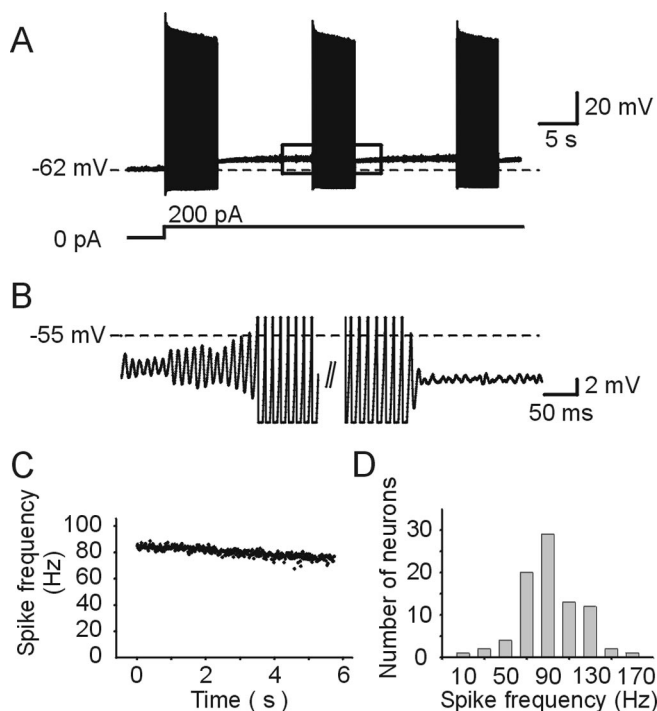 A
20 mV
5 s
-62 mV
200 pA
0 pA
B
-55 mV
//
2 mV
50 ms
C
D
Spike frequency
(Hz)
100
80
60
40
20
0
0 2 4 6
Time ( s )
Number of neurons
30
20
10
0
10 50 90 130 170
Spike frequency (Hz)